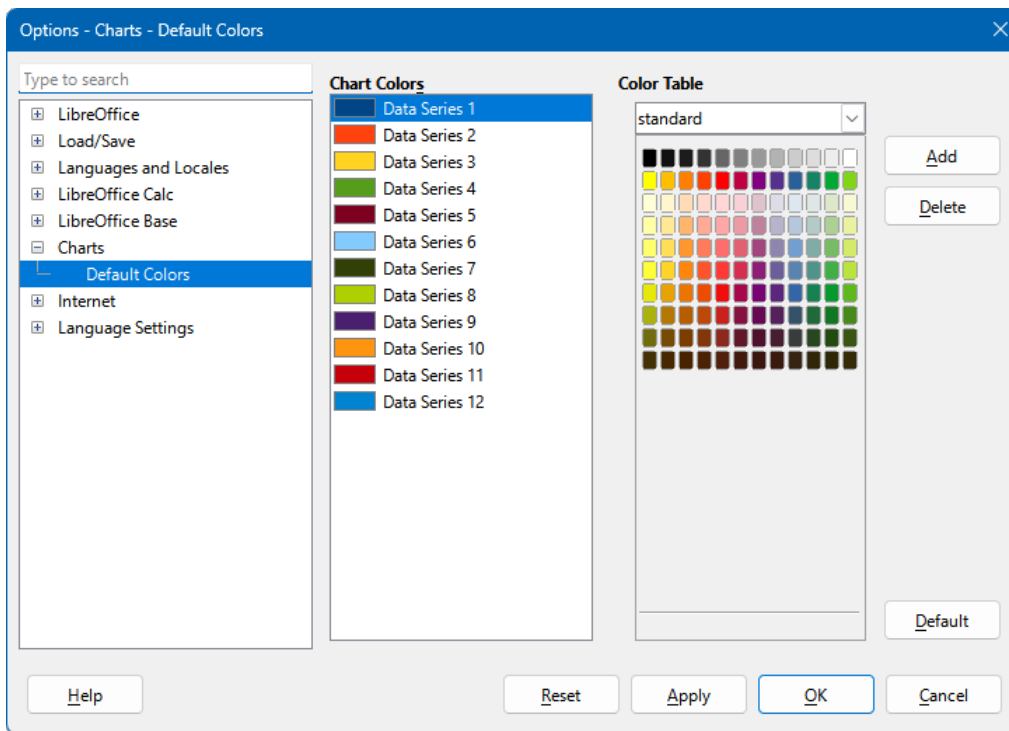 Options - Charts - Default Colors
Type to search
LibreOffice
Load/Save
Languages and Locales
LibreOffice Calc
LibreOffice Base
Charts
Default Colors
Internet
Language Settings
Chart Colors
Data Series 1
Data Series 2
Data Series 3
Data Series 4
Data Series 5
Data Series 6
Data Series 7
Data Series 8
Data Series 9
Data Series 10
Data Series 11
Data Series 12
Color Table
standard
Add
Delete
Default
Help
Reset
Apply
OK
Cancel